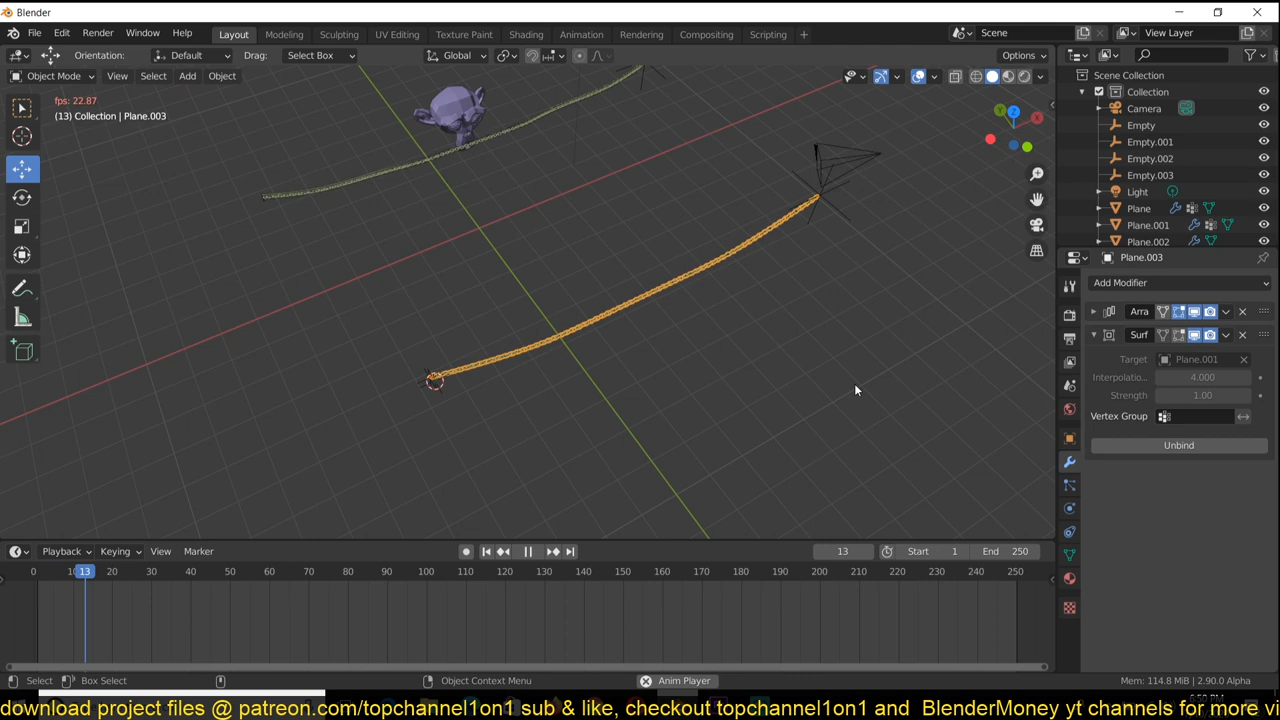 Blender
File Edit Render Window Help Layout Modeling Sculpting UV Editing Texture Paint Shading Animation Rendering Compositing Scripting + Scene View Layer
Orientation: Default Drag: Select Box Global Options
Object Mode View Select Add Object
fps: 22.87
(13) Collection | Plane.003
Y Z X
Scene Collection
Collection
Camera
Empty
Empty.001
Empty.002
Empty.003
Light
Plane
Plane.001
Plane.002
Plane.003
Add Modifier
Arra
Surf
Target Plane.001
Interpolatio... 4.000
Strength 1.00
Vertex Group
Unbind
Playback Keying View Marker 13 Start 1 End 250
0 10 13 20 30 40 50 60 70 80 90 100 110 120 130 140 150 160 170 180 190 200 210 220 230 240 250
Select Box Select Object Context Menu Anim Player Mem: 114.8 MiB | 2.90.0 Alpha
download project files @ patreon.com/topchannel1on1 sub & like, checkout topchannel1on1 and BlenderMoney yt channels for more vi